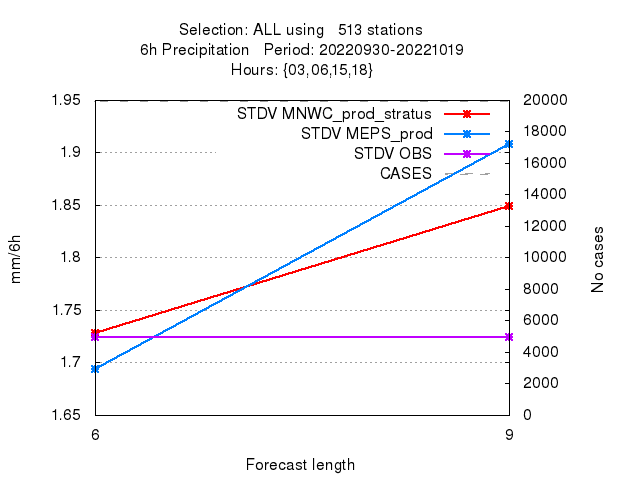 Selection: ALL using   513 stations
6h Precipitation   Period: 20220930-20221019
Hours: {03,06,15,18}
STDV MNWC_prod_stratus
STDV MEPS_prod
STDV OBS
CASES
mm/6h
1.95
1.9
1.85
1.8
1.75
1.7
1.65
20000
18000
16000
14000
12000
10000
8000
6000
4000
2000
0
No cases
6
9
Forecast length